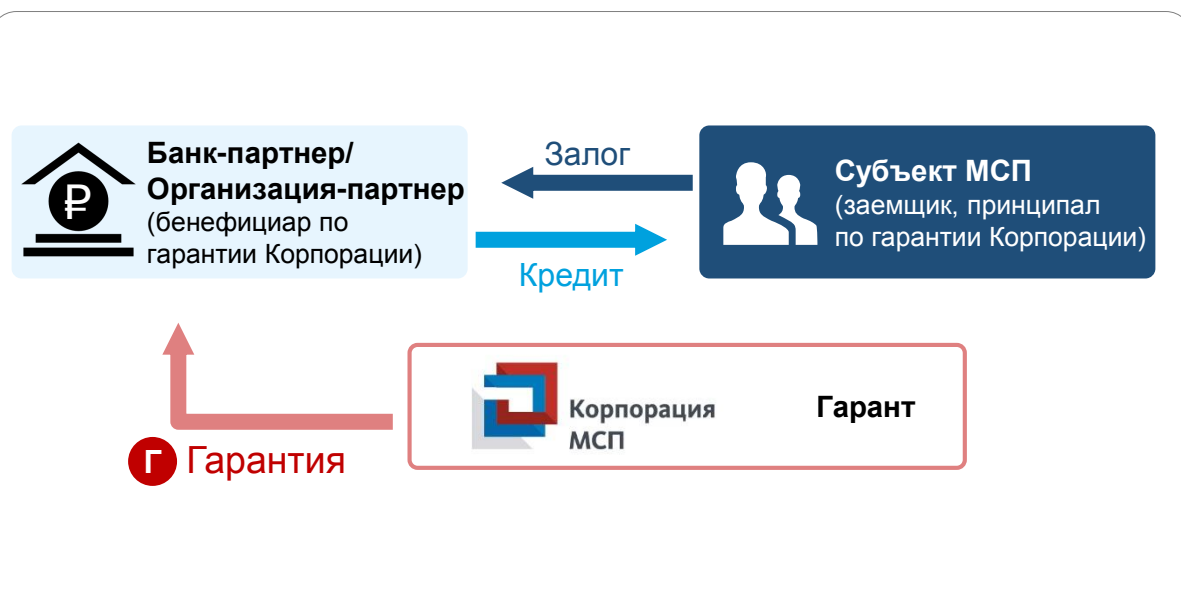 Банк-партнер/
Организация-партнер
(бенефициар по
гарантии Корпорации)
Залог
Кредит
Субъект МСП
(заемщик, принципал
по гарантии Корпорации)
Корпорация
МСП
Гарант
Г Гарантия